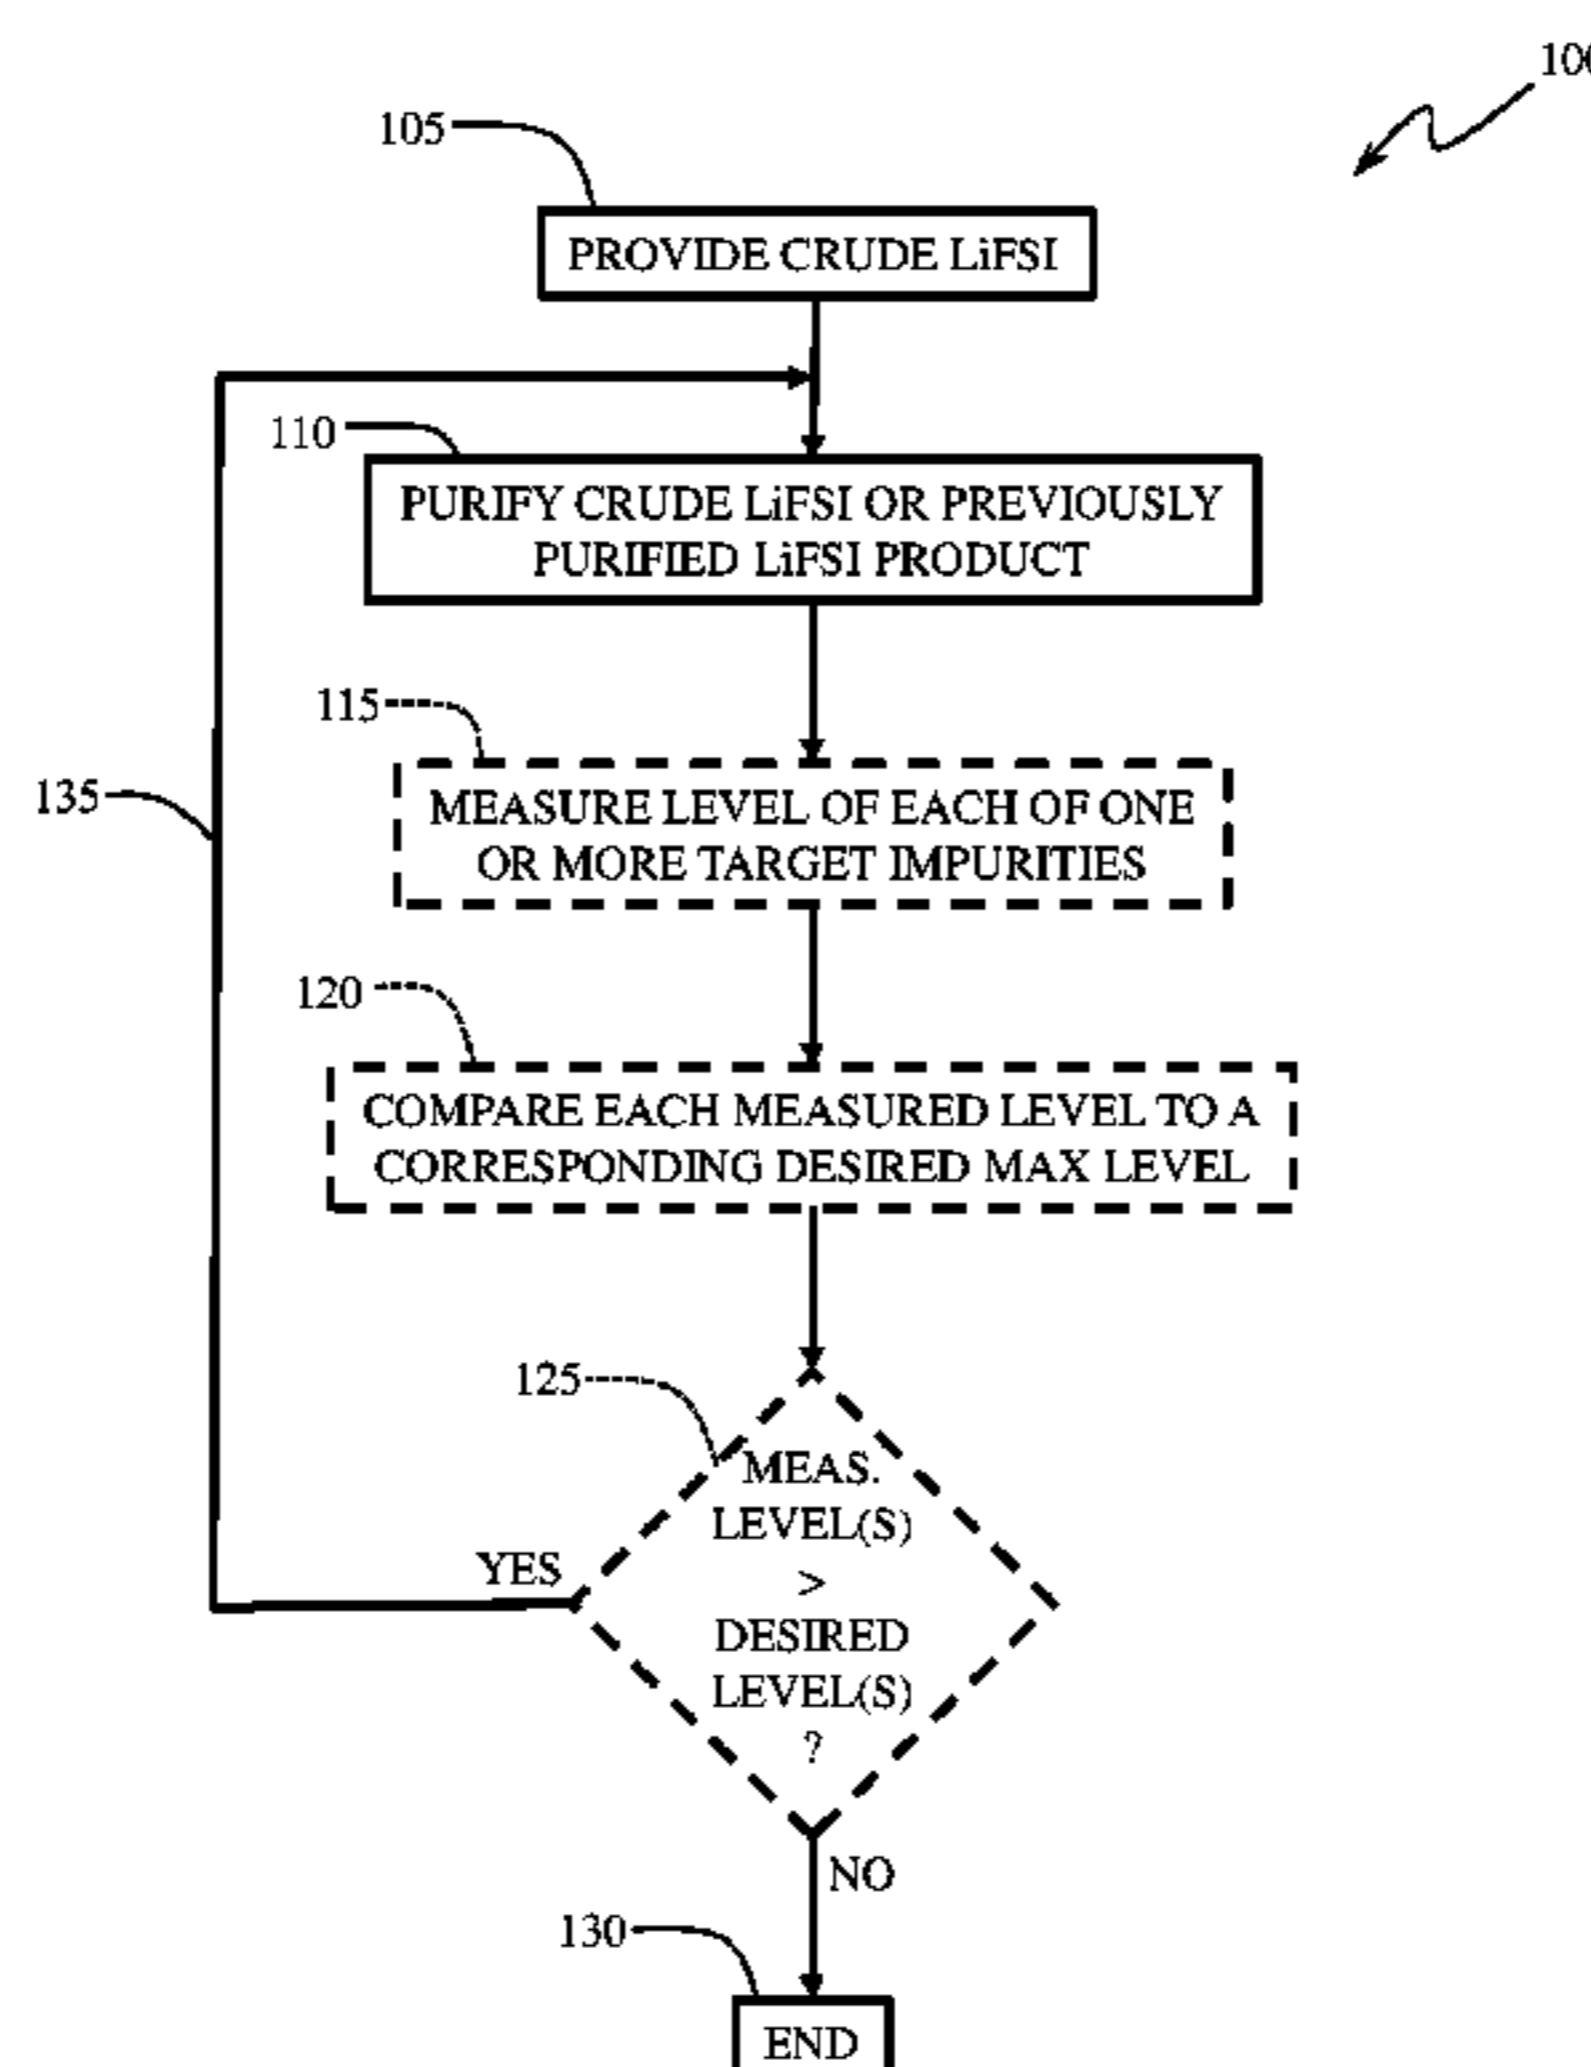 100
105
PROVIDE CRUDE LiFSI
110
PURIFY CRUDE LiFSI OR PREVIOUSLY
PURIFIED LiFSI PRODUCT
115
MEASURE LEVEL OF EACH OF ONE
OR MORE TARGET IMPURITIES
135
120
COMPARE EACH MEASURED LEVEL TO A
CORRESPONDING DESIRED MAX LEVEL
125
MEAS.
LEVEL(S)
>
DESIRED
LEVEL(S)
?
YES
NO
130
END